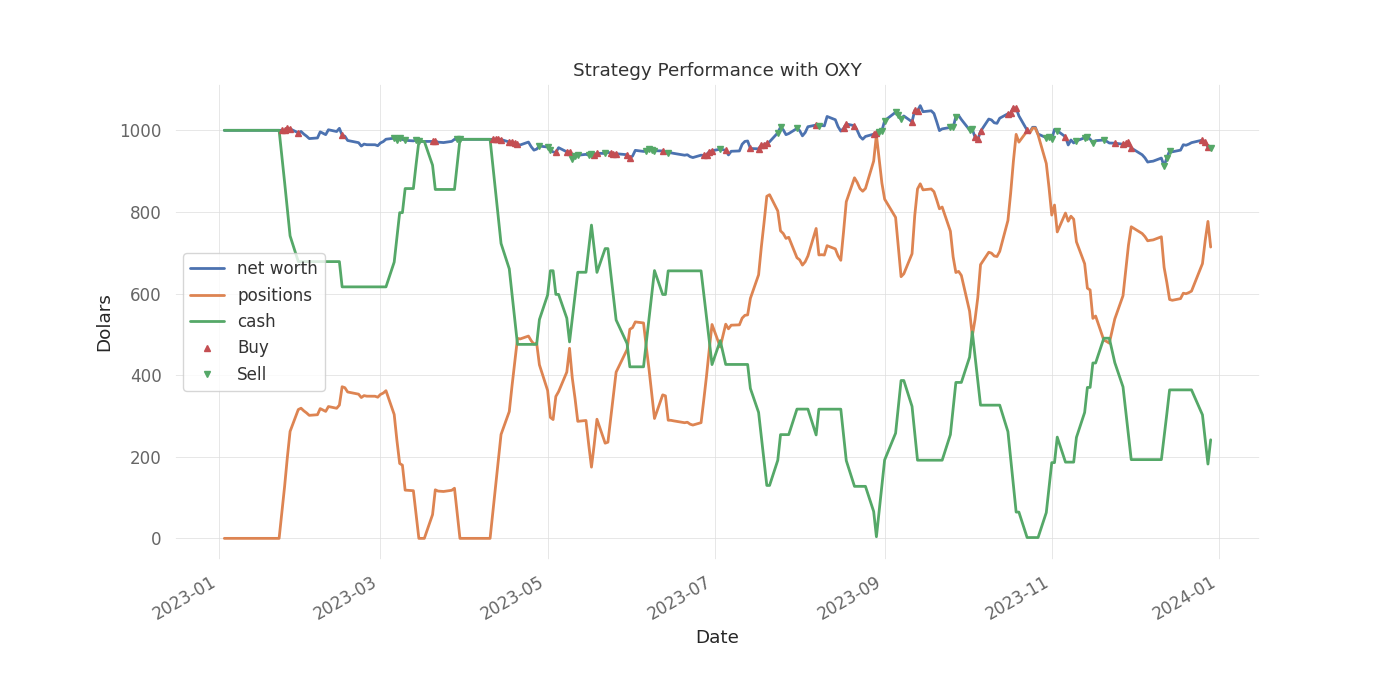 Strategy Performance with OXY
Dolars
1000
800
600
400
200
0
net worth
positions
cash
Buy
Sell
2023-01
2023-03
2023-05
2023-07
2023-09
2023-11
2024-01
Date